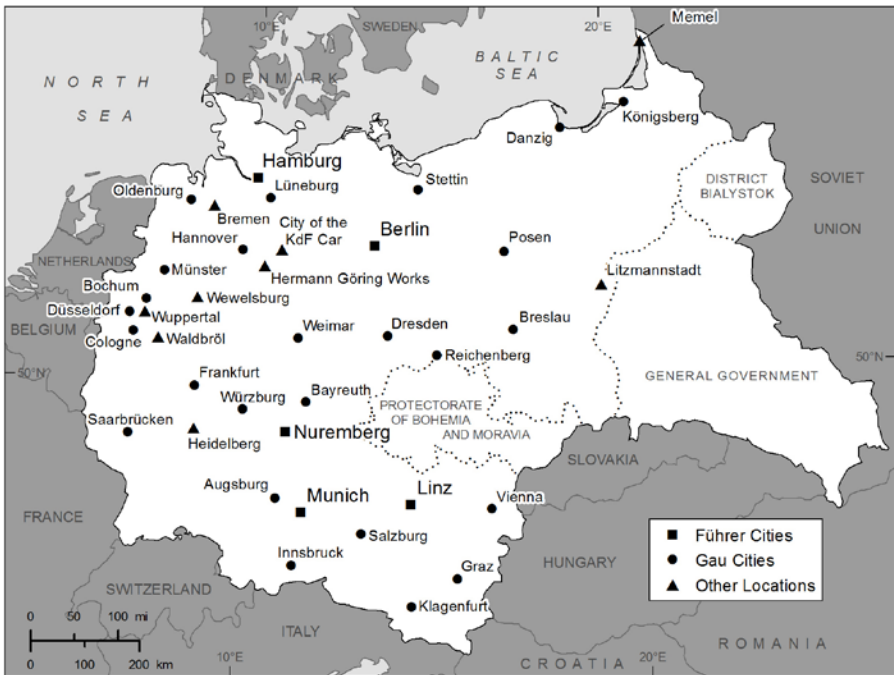 10°E
SWEDEN
20°E
Memel
NORTH
SEA
DENMARK
BALTIC
SEA
Königsberg
Danzig
Hamburg
Lüneburg
Stettin
DISTRICT
BIALYSTOK
SOVIET
UNION
Oldenburg
Bremen
City of the
KdF Car
Berlin
Hannover
Posen
NETHERLANDS
Münster
Hermann Göring Works
Litzmannstadt
Bochum
Wewelsburg
Düsseldorf
Wuppertal
BELGIUM
Cologne
Waldbröl
Weimar
Dresden
Breslau
Reichenberg
50°N
50°N
Frankfurt
Würzburg
Bayreuth
PROTECTORATE
OF BOHEMIA
AND MORAVIA
GENERAL GOVERNMENT
Saarbrücken
Heidelberg
Nuremberg
SLOVAKIA
Augsburg
Munich
Linz
Vienna
FRANCE
Salzburg
Innsbruck
Graz
HUNGARY
SWITZERLAND
Klagenfurt
ITALY
Führer Cities
Gau Cities
Other Locations
0 50 100 mi
0 100 200 km
10°E
20°E
CROATIA
ROMANIA